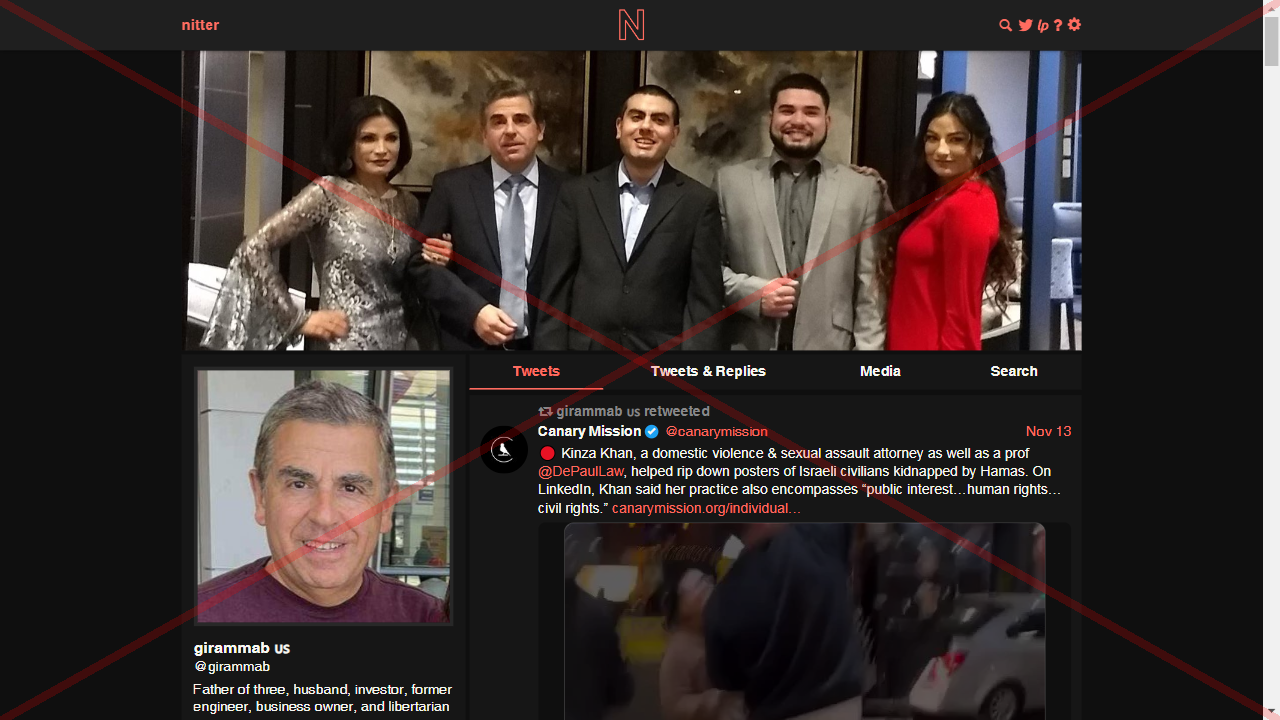 nitter
N
lp ?
Tweets
Tweets & Replies
Media
Search
girammab US retweeted
Canary Mission @canarymission Nov 13
Kinza Khan, a domestic violence & sexual assault attorney as well as a prof
@DePaulLaw, helped rip down posters of Israeli civilians kidnapped by Hamas. On
LinkedIn, Khan said her practice also encompasses “public interest…human rights…
civil rights.” canarymission.org/individual…
girammab US
@girammab
Father of three, husband, investor, former
engineer, business owner, and libertarian